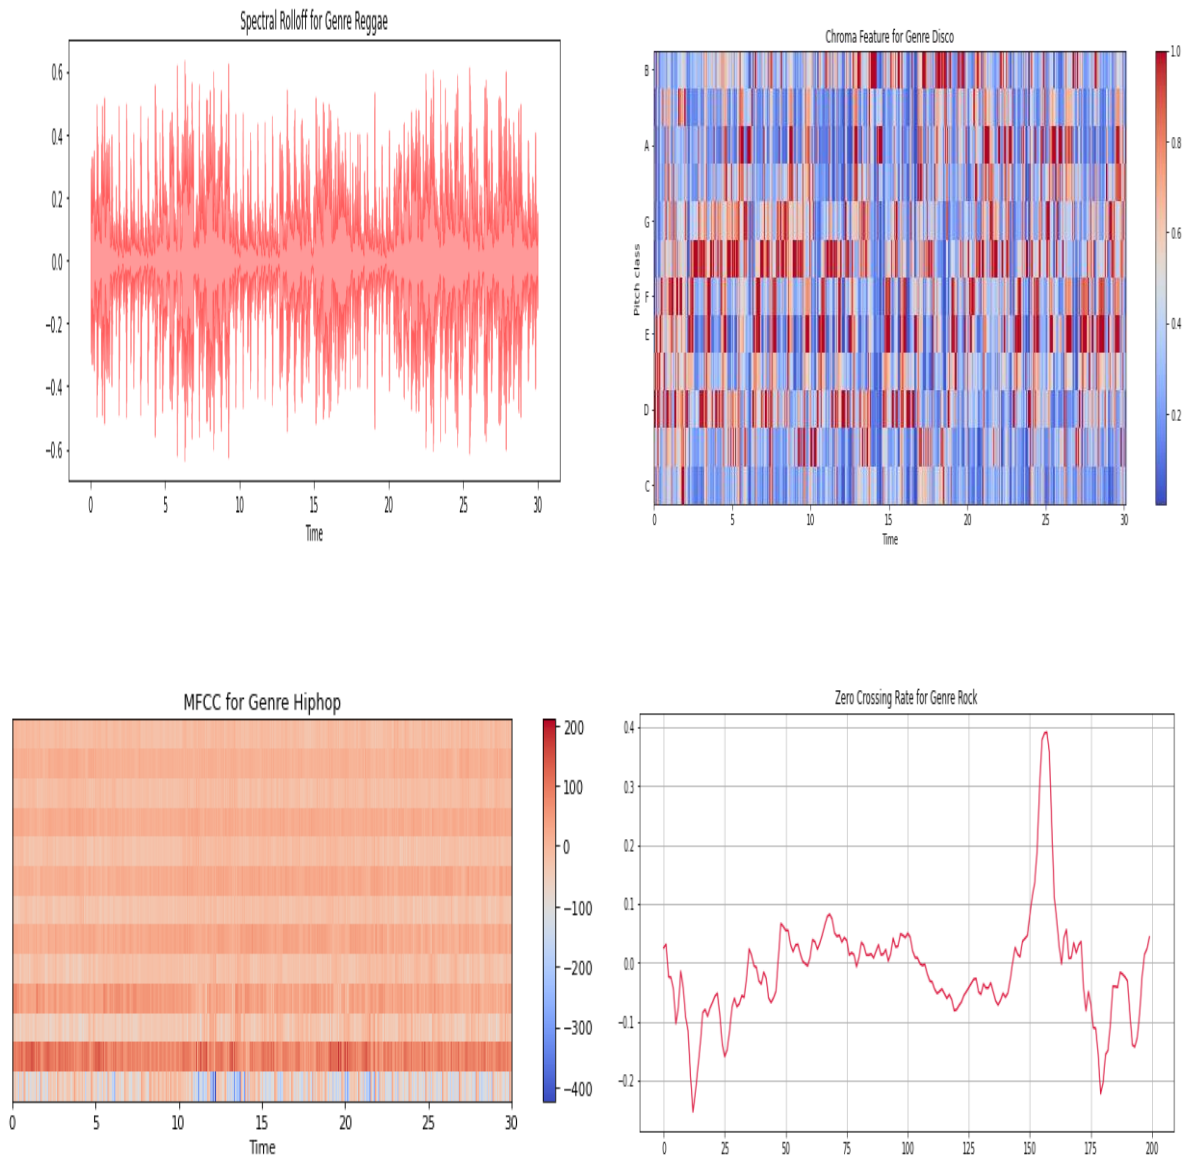 Spectral Rolloff for Genre Reggae
0.6
0.4
0.2
0.0
−0.2
−0.4
−0.6
0 5 10 15 20 25 30
Time
Chroma Feature for Genre Disco
Pitch class
B
A
G
F
E
D
C
0 5 10 15 20 25 30
Time
1.0
0.8
0.6
0.4
0.2
MFCC for Genre Hiphop
0 5 10 15 20 25 30
Time
200
100
0
−100
−200
−300
−400
Zero Crossing Rate for Genre Rock
0.4
0.3
0.2
0.1
0.0
−0.1
−0.2
0 25 50 75 100 125 150 175 200